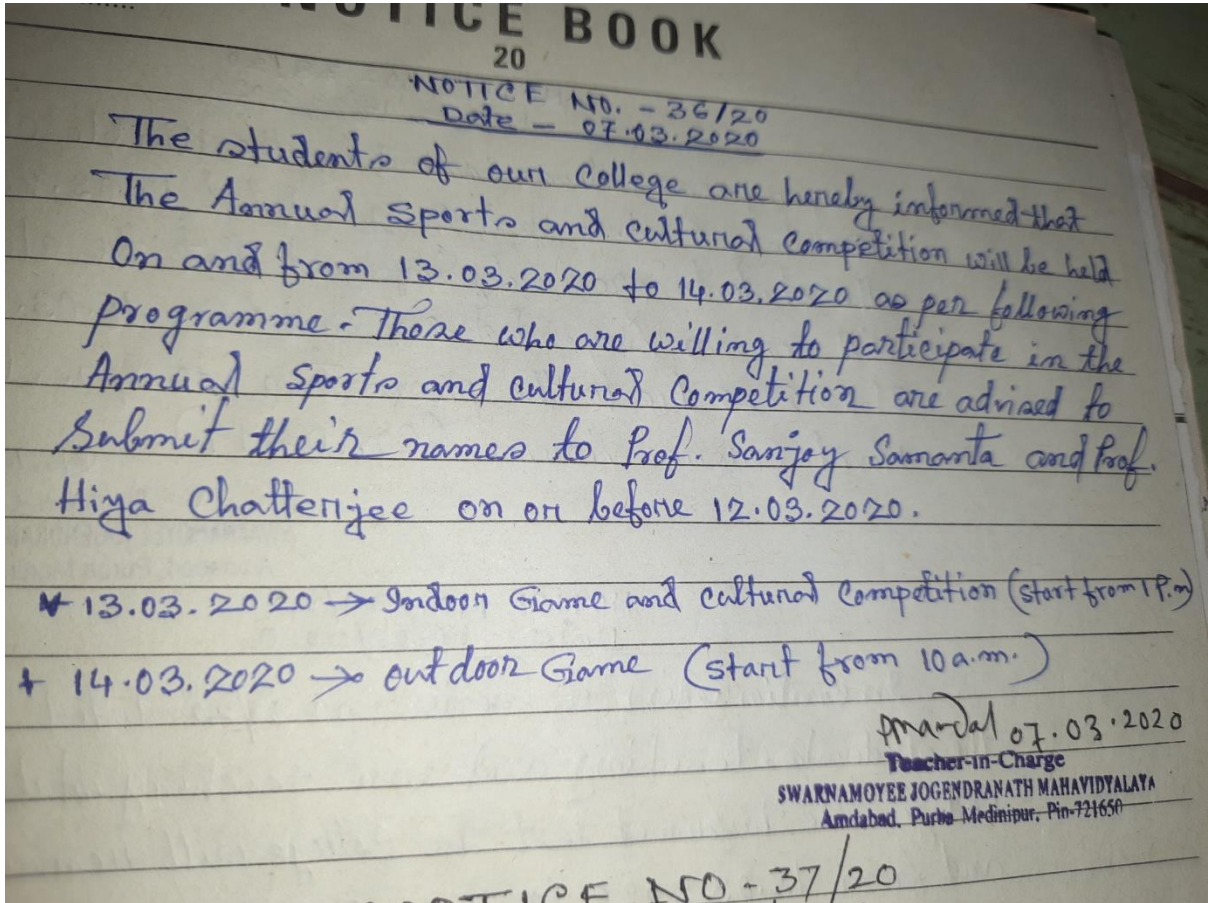 NOTICE BOOK
20
NOTICE NO. - 36/20
Date - 07.03.2020
The students of our College are hereby informed that
The Annual Sports and Cultural Competition will be held
On and from 13.03.2020 to 14.03.2020 as per following
programme. Those who are willing to participate in the
Annual Sports and Cultural Competition are advised to
Submit their names to Prof. Sanjoy Samanta and Prof.
Hiya Chatterjee on or before 12.03.2020.
13.03.2020 → Indoor Game and Cultural Competition (start from 1 P.m)
+ 14.03.2020 → Outdoor Game (Start from 10 a.m.)
07.03.2020
Teacher-in-Charge
SWARNAMOYEE JOGENDRANATH MAHAVIDYALAYA
Amdabad, Purba Medinipur, Pin-721650
NOTICE NO - 37/20